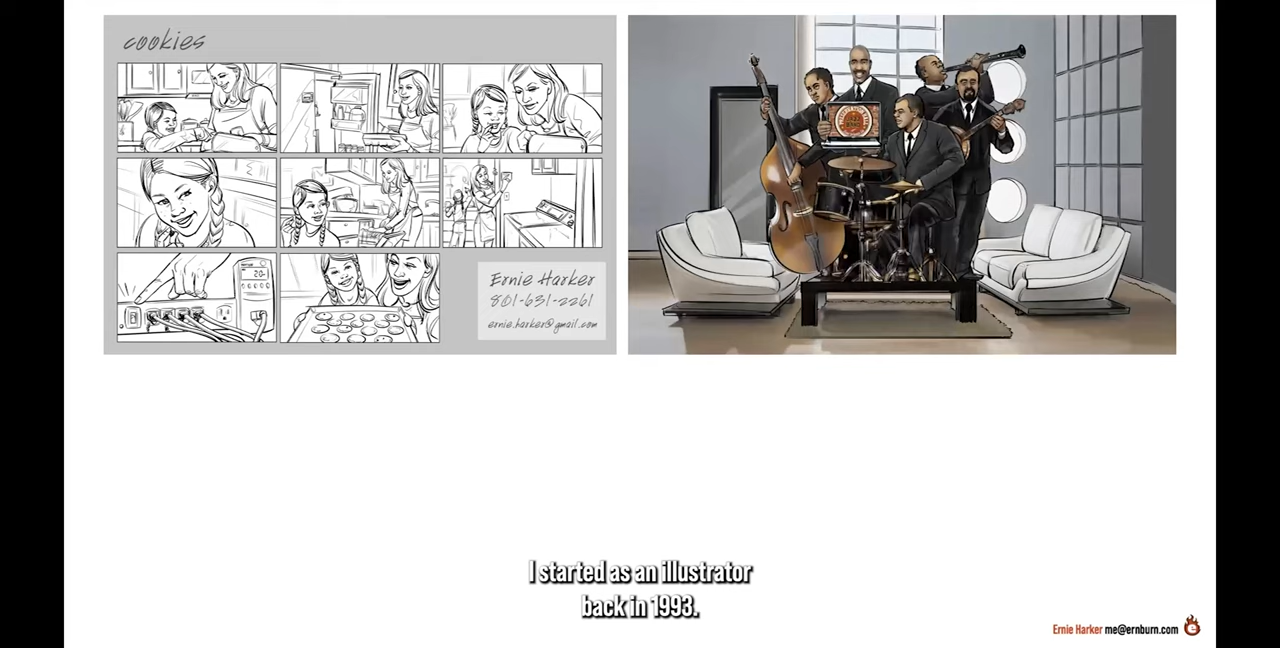 cookies
Ernie Harker
801-631-2261
ernie.harker@gmail.com
I started as an illustrator
back in 1993.
Ernie Harker me@ernburn.com